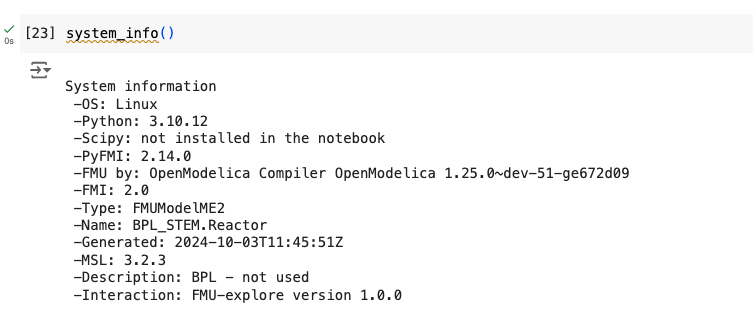 [23] system_info()
0s
System information
-OS: Linux
-Python: 3.10.12
-Scipy: not installed in the notebook
-PyFMI: 2.14.0
-FMU by: OpenModelica Compiler OpenModelica 1.25.0~dev-51-ge672d09
-FMI: 2.0
-Type: FMUModelME2
-Name: BPL_STEM.Reactor
-Generated: 2024-10-03T11:45:51Z
-MSL: 3.2.3
-Description: BPL - not used
-Interaction: FMU-explore version 1.0.0